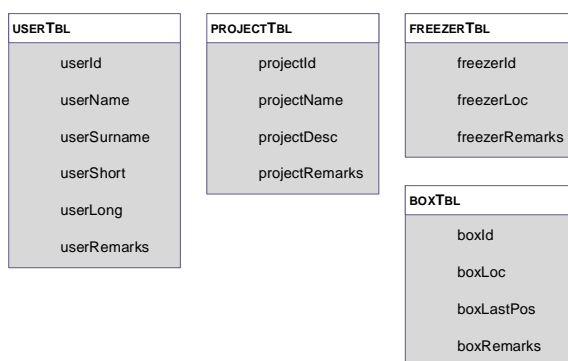 USERTBL
userId
userName
userSurname
userShort
userLong
userRemarks
PROJECTTBL
projectId
projectName
projectDesc
projectRemarks
FREEZERTBL
freezerId
freezerLoc
freezerRemarks
BOXTBL
boxId
boxLoc
boxLastPos
boxRemarks